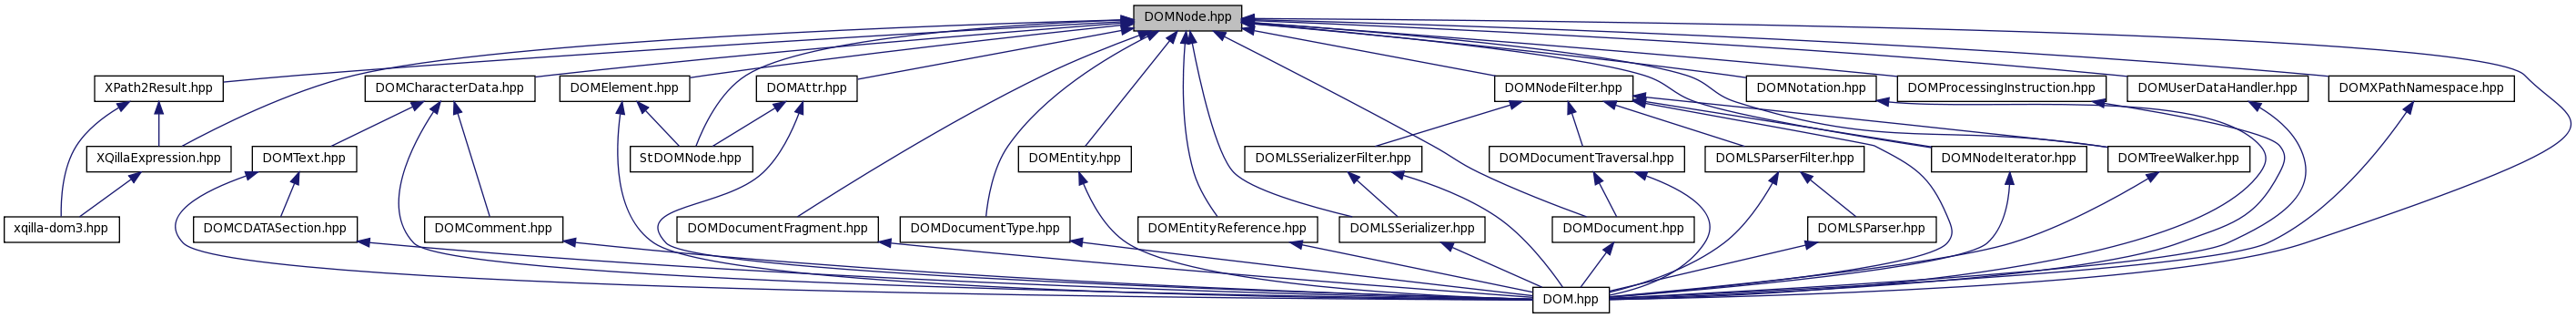 DOMNode.hpp
XPath2Result.hpp
DOMCharacterData.hpp
DOMElement.hpp
DOMAttr.hpp
DOMNodeFilter.hpp
DOMNotation.hpp
DOMProcessingInstruction.hpp
DOMUserDataHandler.hpp
DOMXPathNamespace.hpp
XQillaExpression.hpp
DOMText.hpp
StDOMNode.hpp
DOMEntity.hpp
DOMLSSerializerFilter.hpp
DOMDocumentTraversal.hpp
DOMLSParserFilter.hpp
DOMNodeIterator.hpp
DOMTreeWalker.hpp
xqilla-dom3.hpp
DOMCDATASection.hpp
DOMComment.hpp
DOMDocumentFragment.hpp
DOMDocumentType.hpp
DOMEntityReference.hpp
DOMLSSerializer.hpp
DOMDocument.hpp
DOMLSParser.hpp
DOM.hpp